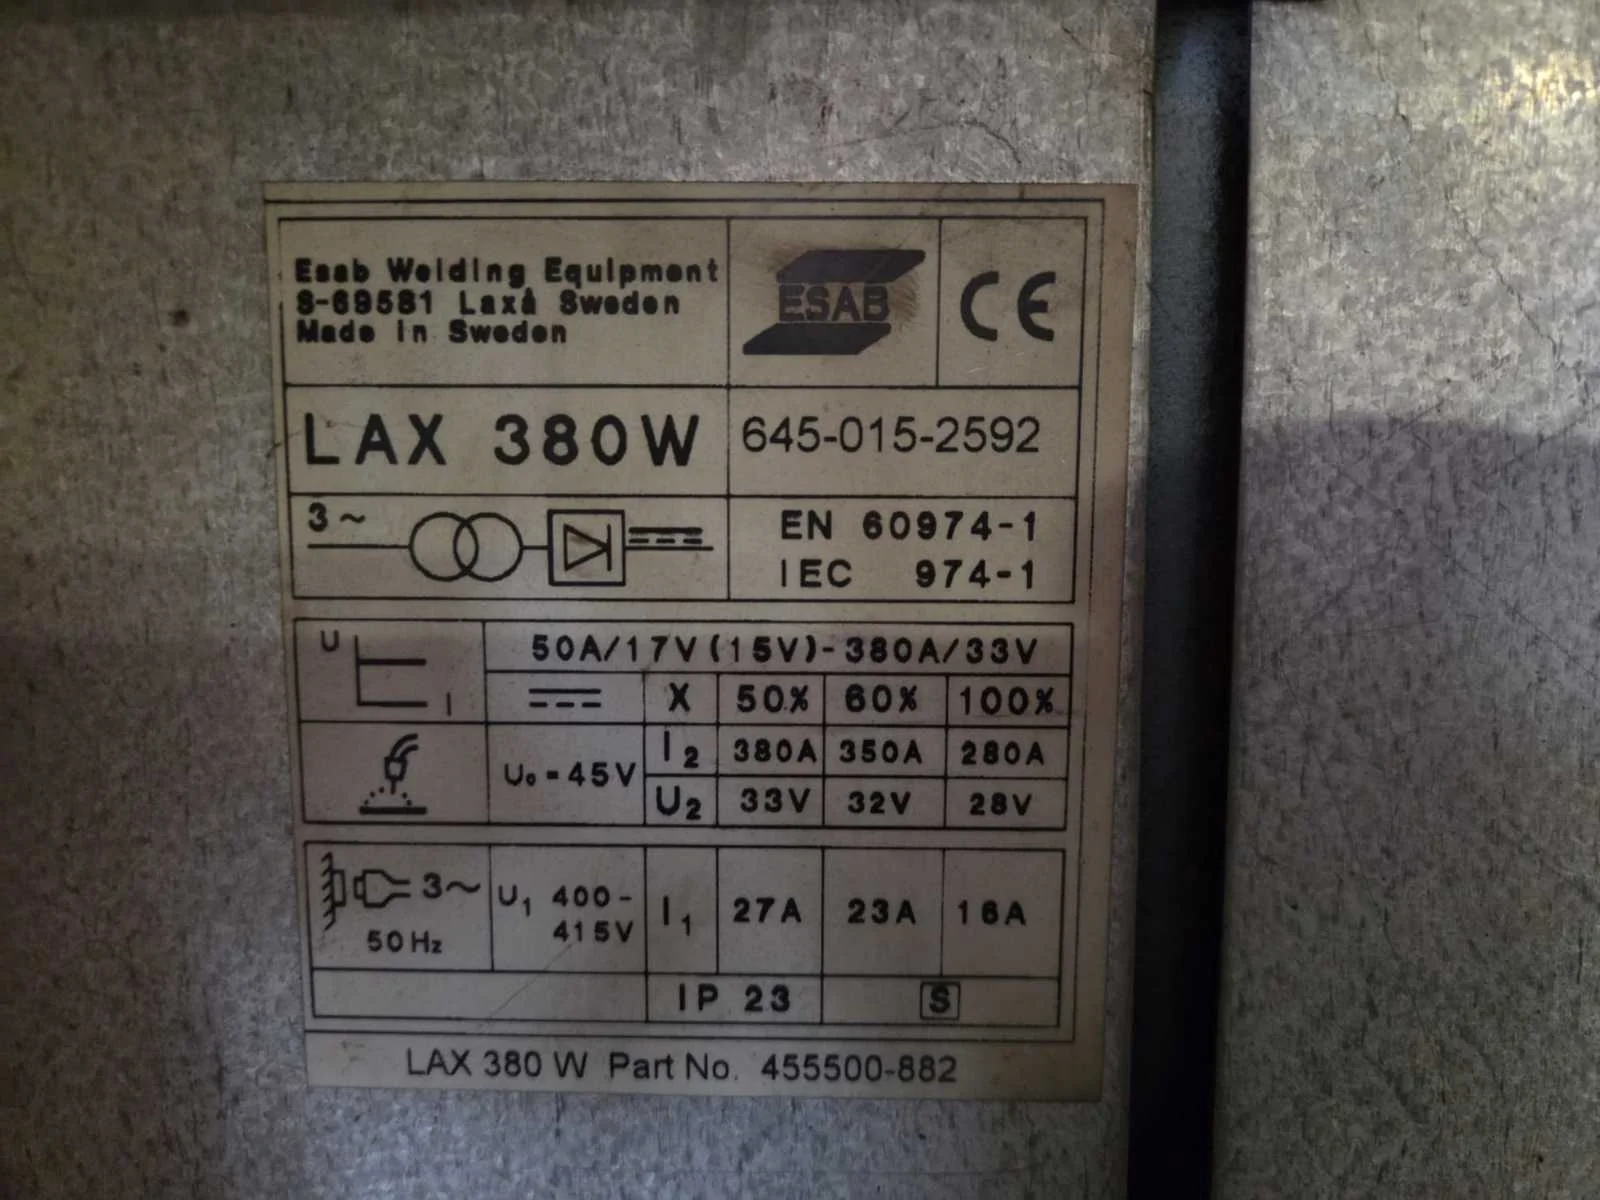 Esab Welding Equipment
S-69581 Laxå Sweden
Made in Sweden
ESAB
CE
LAX 380W
645-015-2592
3~
EN 60974-1
IEC 974-1
U
I
50A/17V(15V)-380A/33V
X 50% 60% 100%
U₀=45V
I₂ 380A 350A 280A
U₂ 33V 32V 28V
3~
50Hz
U₁ 400-
415V
I₁ 27A 23A 16A
IP 23
S
LAX 380 W Part No. 455500-882